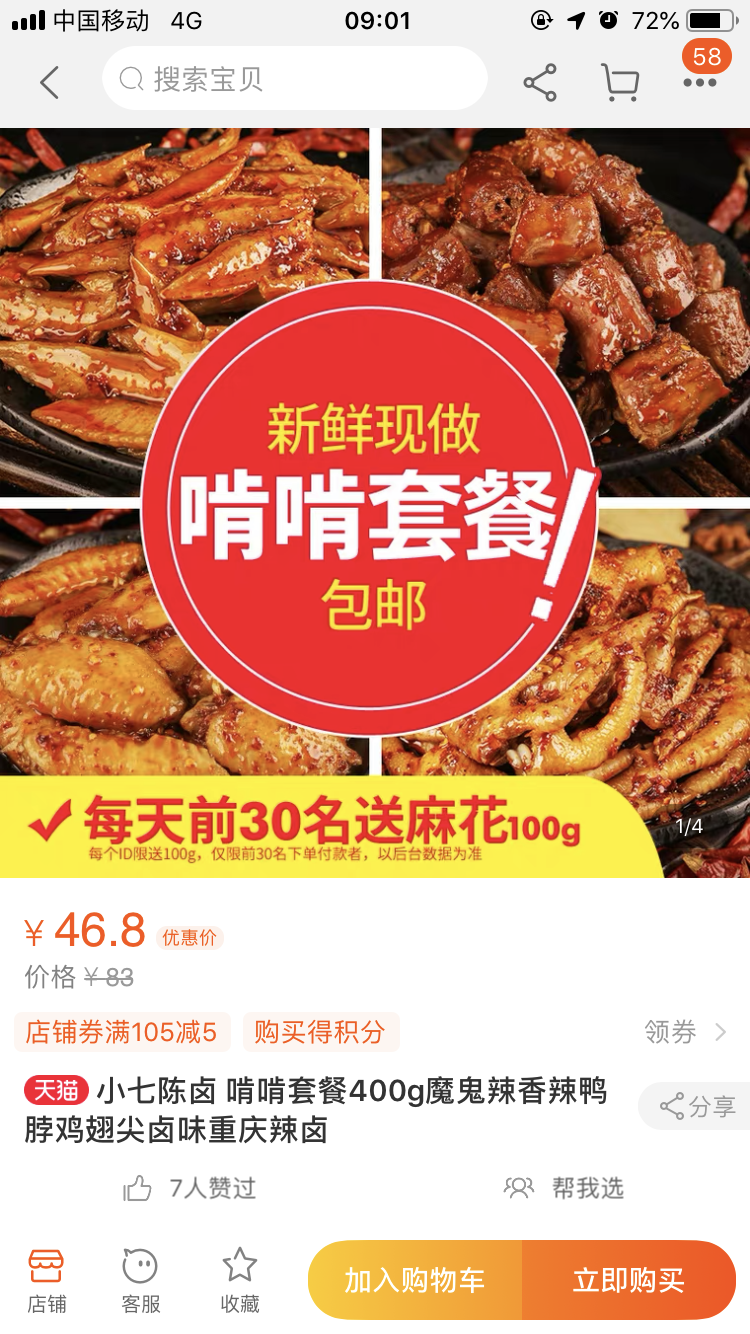 中国移动 4G 09:01 72%
搜索宝贝
58
新鲜现做
啃啃套餐!
包邮
每天前30名送麻花100g
每个ID限送100g，仅限前30名下单付款者，以后台数据为准
1/4
¥ 46.8 优惠价
价格 ¥ 83
店铺券满105减5 购买得积分 领券
天猫 小七陈卤 啃啃套餐400g魔鬼辣香辣鸭
脖鸡翅尖卤味重庆辣卤
分享
7人赞过 帮我选
店铺 客服 收藏 加入购物车 立即购买